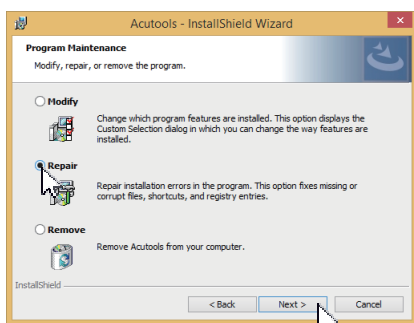 Acutools - InstallShield Wizard
Program Maintenance
Modify, repair, or remove the program.
Modify
Change which program features are installed. This option displays the
Custom Selection dialog in which you can change the way features are
installed.
Repair
Repair installation errors in the program. This option fixes missing or
corrupt files, shortcuts, and registry entries.
Remove
Remove Acutools from your computer.
InstallShield
< Back Next > Cancel